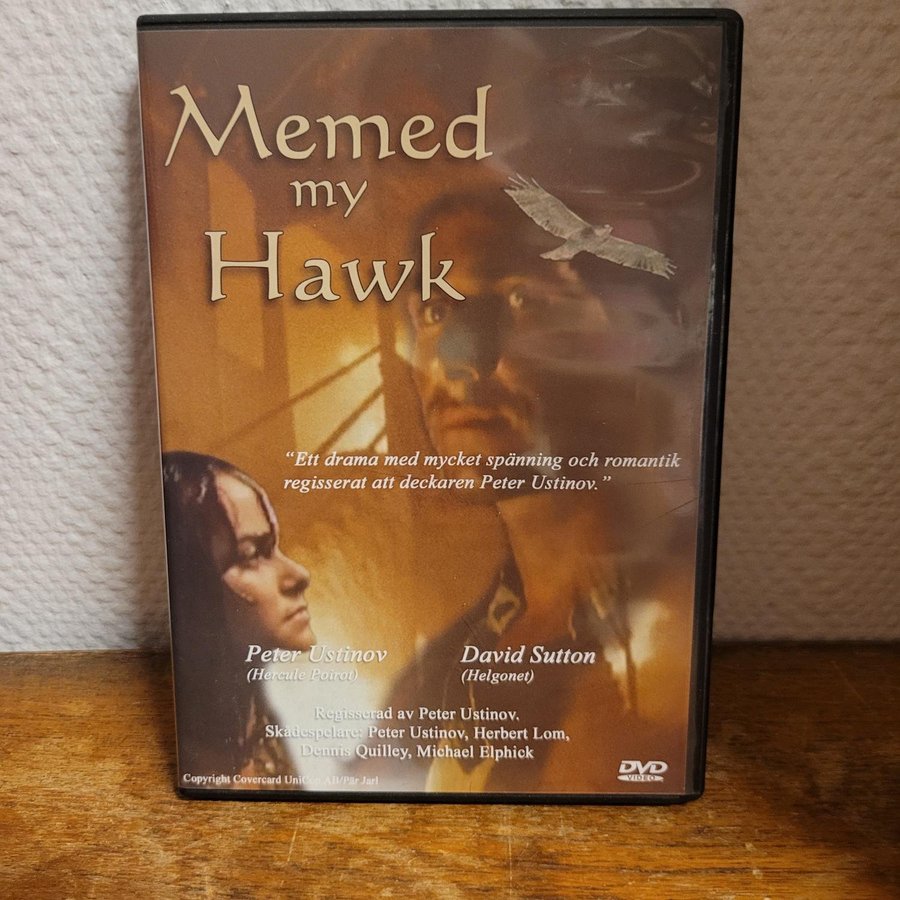 Memed
my
Hawk
“Ett drama med mycket spänning och romantik
regisserat att deckaren Peter Ustinov.”
Peter Ustinov
(Hercule Poirot)
David Sutton
(Helgonet)
Regisserad av Peter Ustinov.
Skådespelare: Peter Ustinov, Herbert Lom,
Dennis Quilley, Michael Elphick
Copyright Covercard UniCon AB/Pär Jarl
DVD
VIDEO